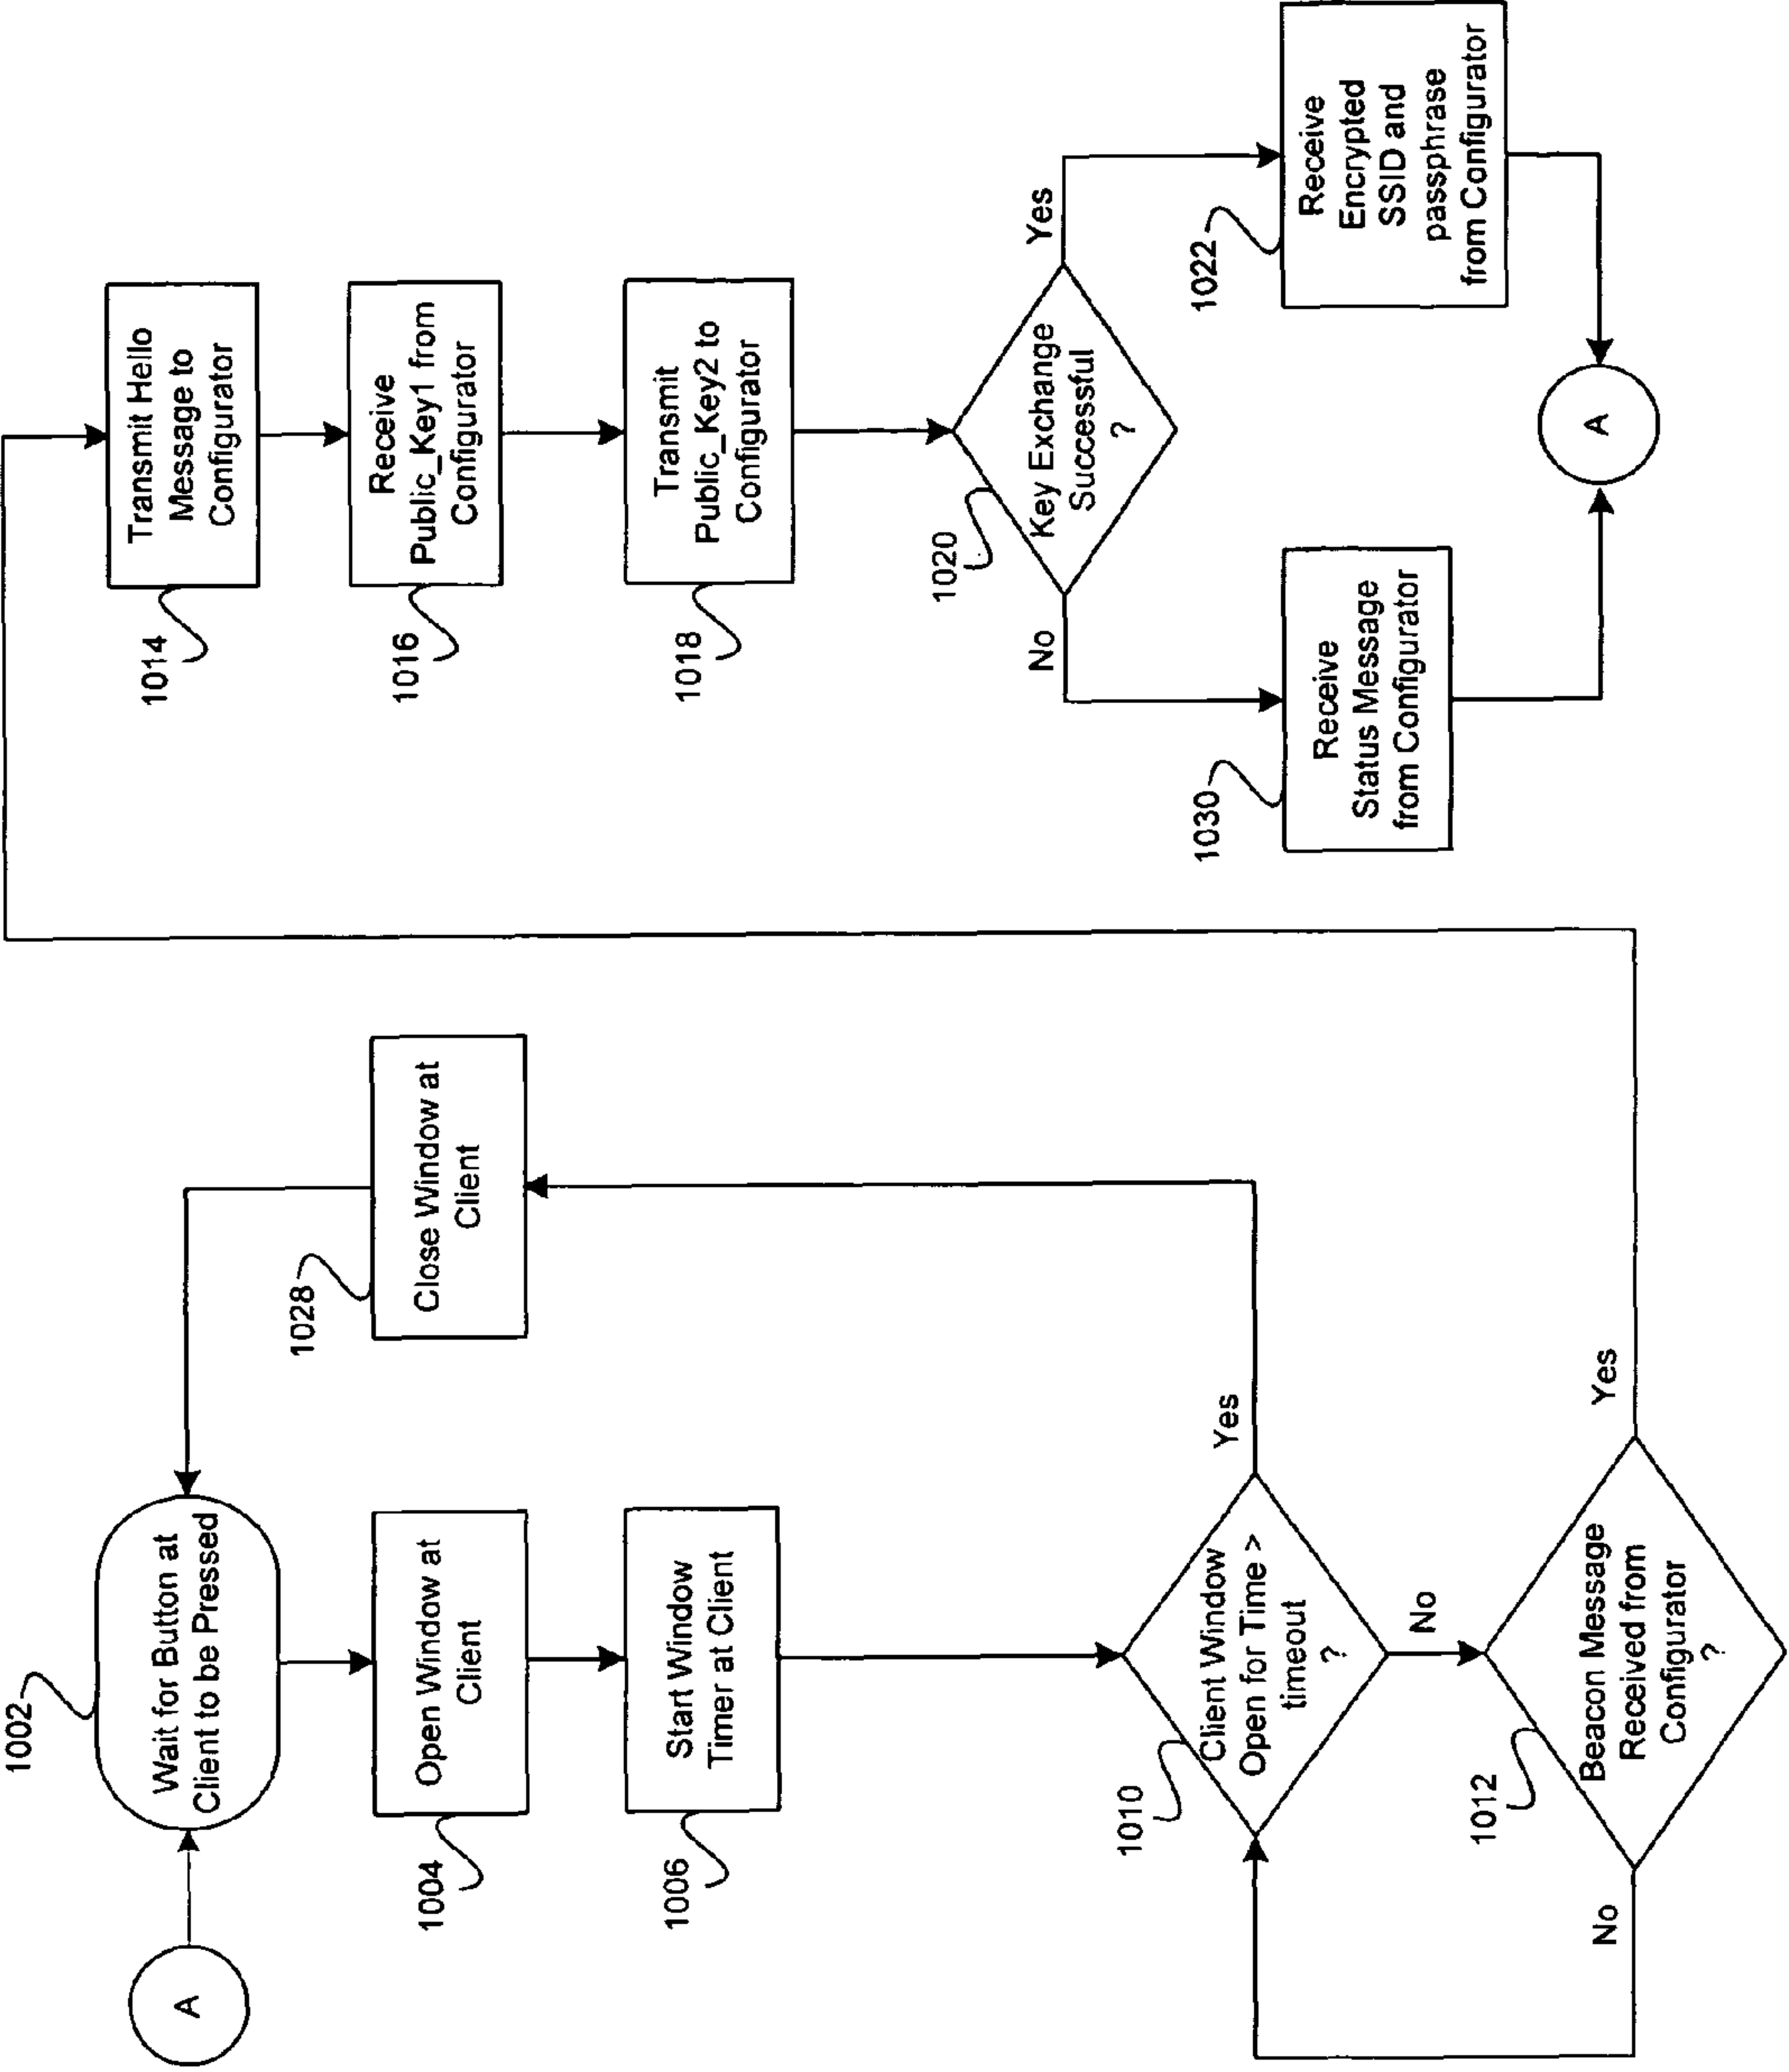 A
1002
Wait for Button at
Client to be Pressed
1004
Open Window at
Client
1006
Start Window
Timer at Client
1010
Client Window
Open for Time >
timeout
?
Yes
No
1028
Close Window at
Client
1012
Beacon Message
Received from
Configurator
?
No
Yes
1014
Transmit Hello
Message to
Configurator
1016
Receive
Public_Key1 from
Configurator
1018
Transmit
Public_Key2 to
Configurator
1020
Key Exchange
Successful
?
No
Yes
1030
Receive
Status Message
from Configurator
1022
Receive
Encrypted
SSID and
passphrase
from Configurator
A